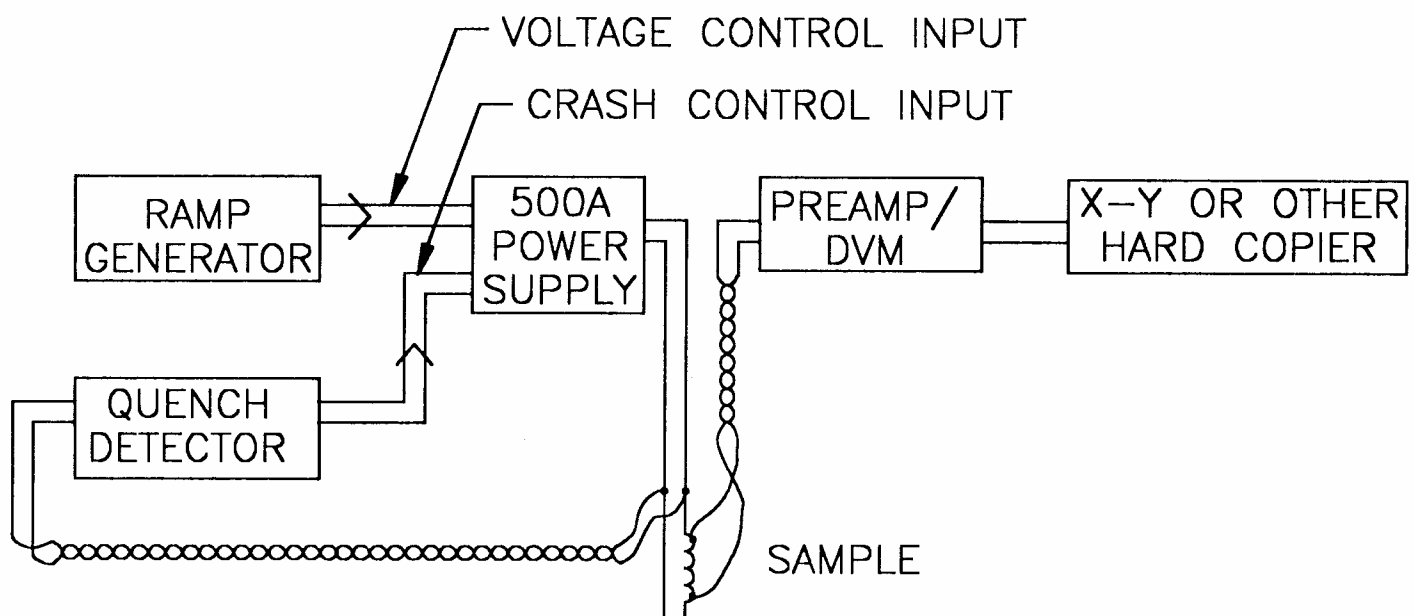 VOLTAGE CONTROL INPUT
CRASH CONTROL INPUT
RAMP
GENERATOR
500A
POWER
SUPPLY
PREAMP/
DVM
X-Y OR OTHER
HARD COPIER
QUENCH
DETECTOR
SAMPLE